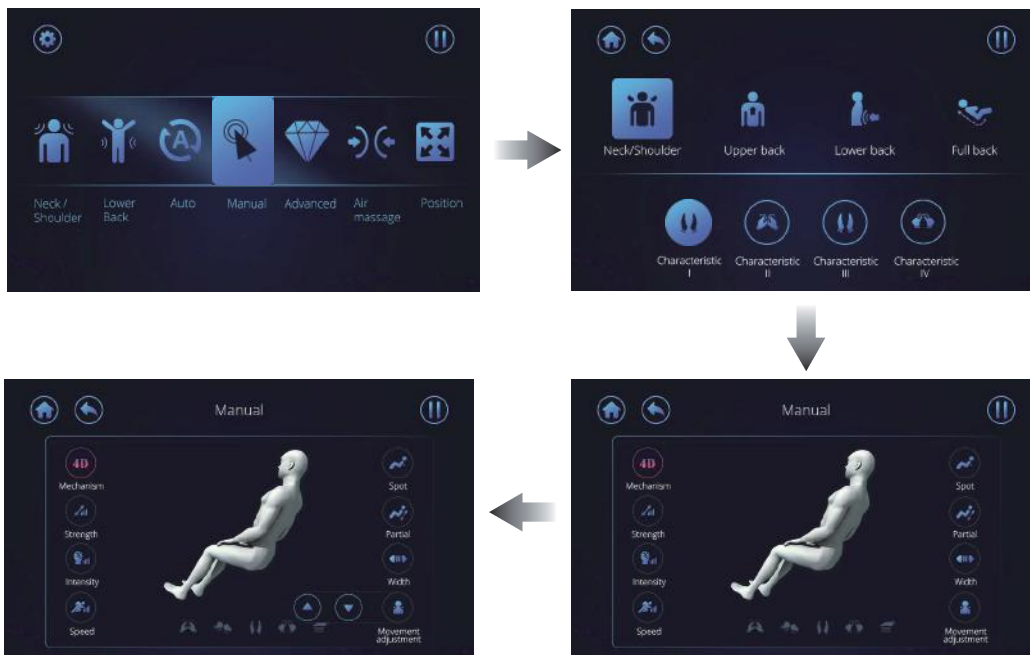 A
Neck / Shoulder
Lower Back
Auto
Manual
Advanced
Air massage
Position
Neck/Shoulder
Upper back
Lower back
Full back
Characteristic I
Characteristic II
Characteristic III
Characteristic IV
Manual
4D
Mechanism
Strength
Intensity
Speed
Spot
Partial
Width
Movement adjustment
Manual
4D
Mechanism
Strength
Intensity
Speed
Spot
Partial
Width
Movement adjustment